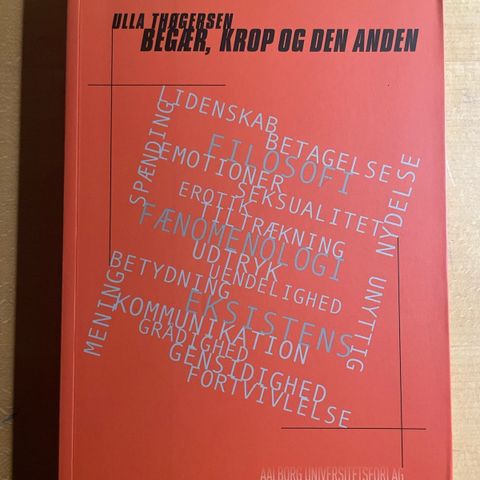 ULLA THØGERSEN
BEGÆR, KROP OG DEN ANDEN
LIDENSKAB
BETAGELSE
FILOSOFI
EMOTIONER
SPÆNDING
SEKSUALITET
EROTIK
NYDELSE
TILTRÆKNING
FÆNOMENOLOGI
UDTRYK
UENDELIGHED
BETYDNING
EKSISTENS
UNYTTIG
MENING
KOMMUNIKATION
GRÅDIGHED
GENSIDIGHED
FORTVIVLELSE
AALBORG UNIVERSITETSFORLAG